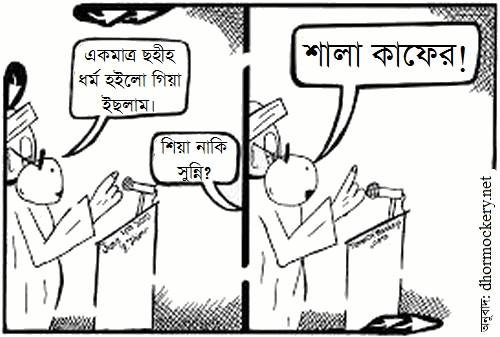 একমাত্র ছহীহ
ধর্ম হইলো গিয়া
ইছলাম।
শিয়া নাকি
সুন্নি?
শালা কাফের!
অনুবাদ: dhormockery.net